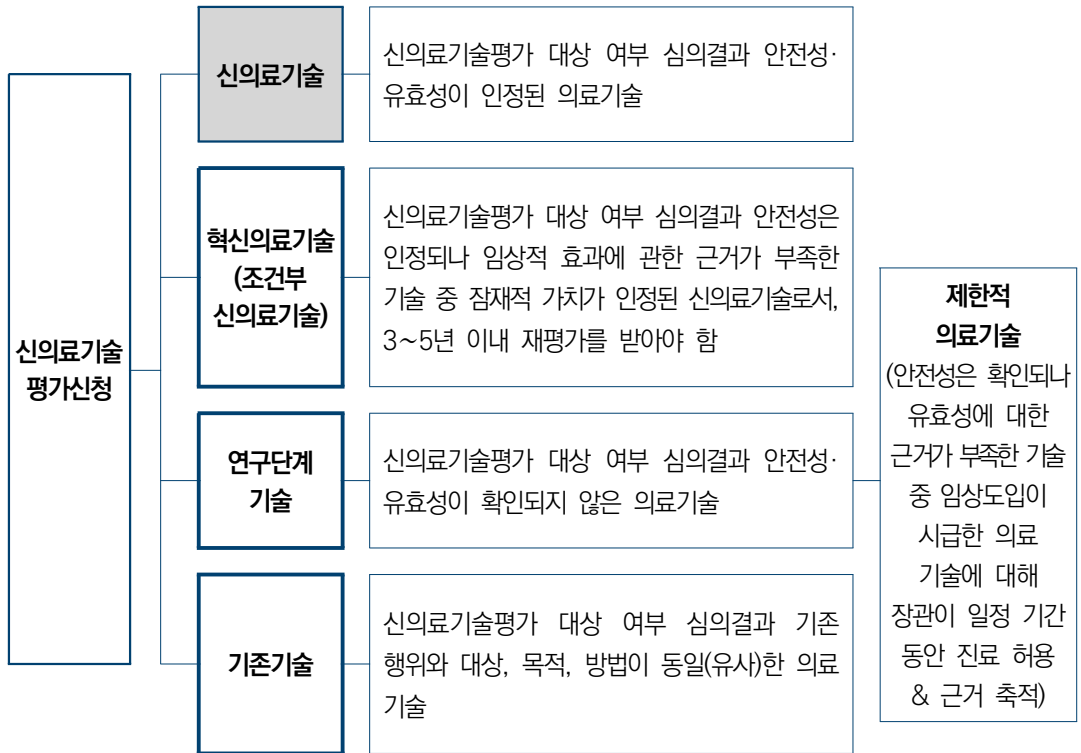 신의료기술
평가신청
신의료기술
신의료기술평가 대상 여부 심의결과 안전성·
유효성이 인정된 의료기술
혁신의료기술
(조건부
신의료기술)
신의료기술평가 대상 여부 심의결과 안전성은
인정되나 임상적 효과에 관한 근거가 부족한
기술 중 잠재적 가치가 인정된 신의료기술로서,
3~5년 이내 재평가를 받아야 함
연구단계
기술
신의료기술평가 대상 여부 심의결과 안전성·
유효성이 확인되지 않은 의료기술
기존기술
신의료기술평가 대상 여부 심의결과 기존
행위와 대상, 목적, 방법이 동일(유사)한 의료
기술
제한적
의료기술
(안전성은 확인되나
유효성에 대한
근거가 부족한 기술
중 임상도입이
시급한 의료
기술에 대해
장관이 일정 기간
동안 진료 허용
& 근거 축적)